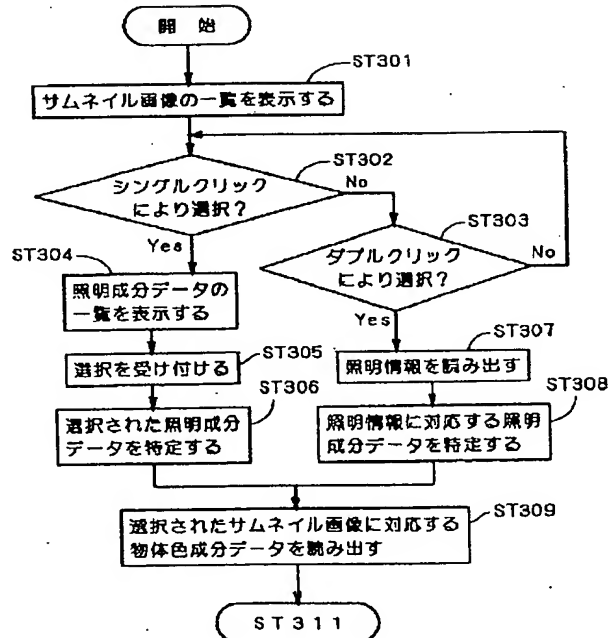 開 始
ST301
サムネイル画像の一覧を表示する
ST302
シングルクリック
により選択?
No
ST303
Yes
ST304
ダブルクリック
により選択?
No
照明成分データの
一覧を表示する
Yes
ST307
選択を受け付ける
ST305
照明情報を読み出す
ST306
ST308
選択された照明成分
データを特定する
照明情報に対応する照明
成分データを特定する
ST309
選択されたサムネイル画像に対応する
物体色成分データを読み出す
ST311